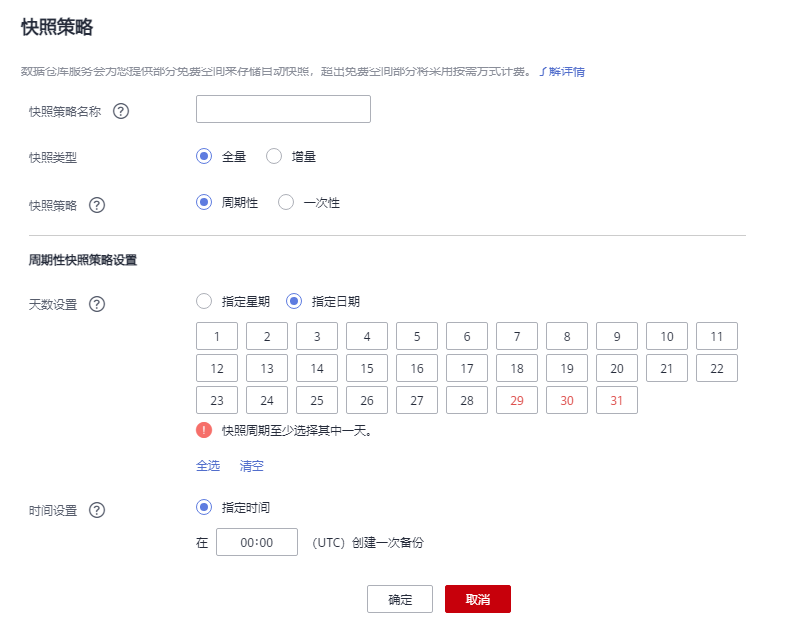 快照策略
数据仓库服务会为您提供部分免费空间来存储自动快照，超出免费空间部分将采用按需方式计费。了解详情
快照策略名称 ?
快照类型 全量 增量
快照策略 ? 周期性 一次性
周期性快照策略设置
天数设置 ? 指定星期 指定日期
1 2 3 4 5 6 7 8 9 10 11
12 13 14 15 16 17 18 19 20 21 22
23 24 25 26 27 28 29 30 31
! 快照周期至少选择其中一天。
全选 清空
时间设置 ? 指定时间
在 00:00 （UTC）创建一次备份
确定 取消